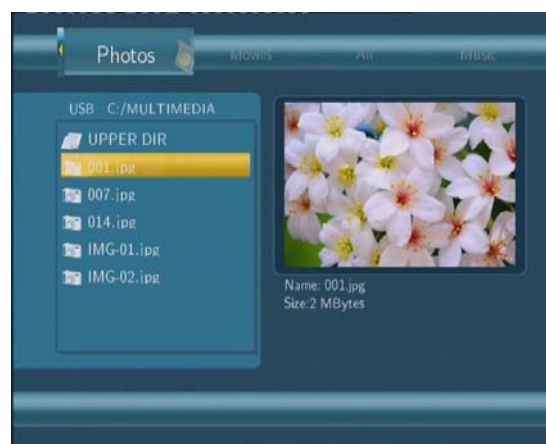 Photos Movies All Music
USB C:/MULTIMEDIA
UPPER DIR
001.jpg
007.jpg
014.jpg
IMG-01.jpg
IMG-02.jpg
Name: 001.jpg
Size:2 MBytes